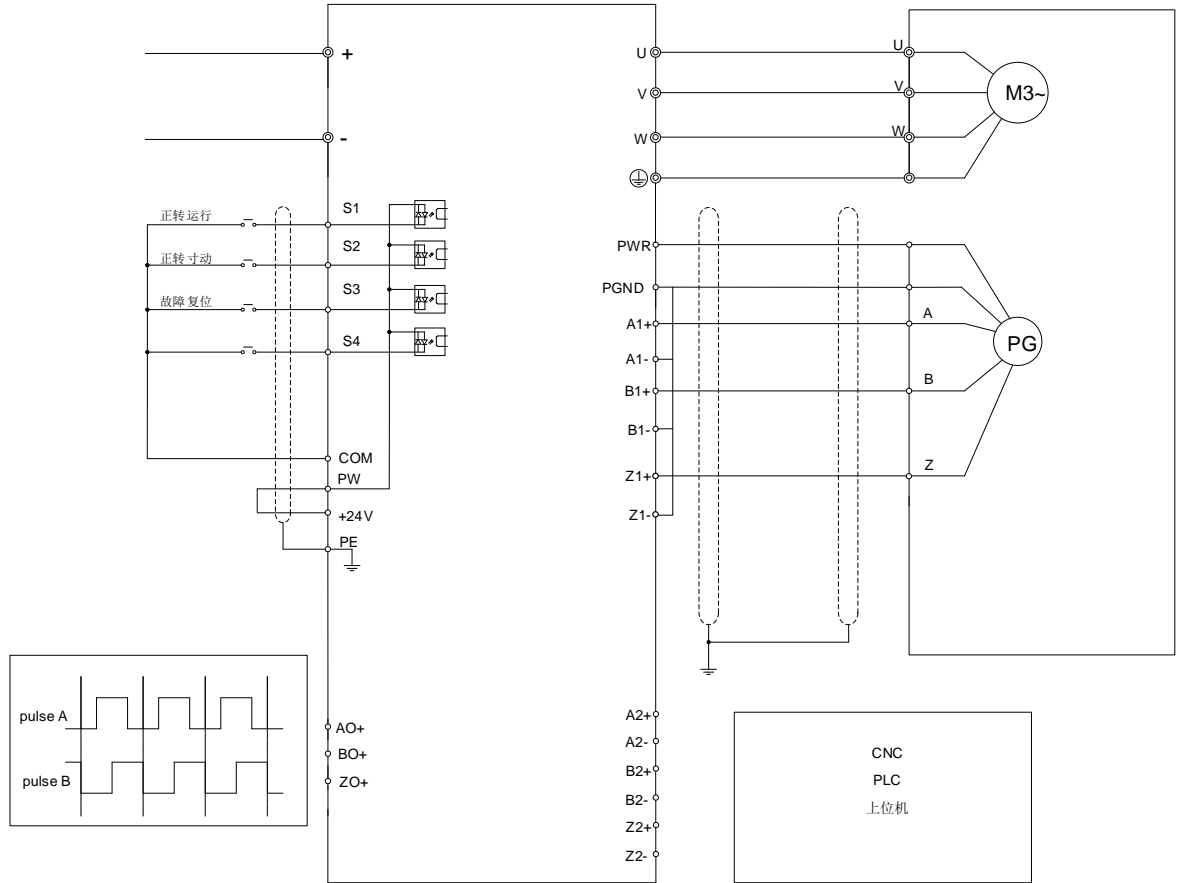 +
-
正转运行
S1
正转寸动
S2
故障复位
S3
S4
COM
PW
+24V
PE
U
V
W
PWR
PGND
A1+
A1-
B1+
B1-
Z1+
Z1-
U
V
W
M3~
A
B
Z
PG
pulse A
pulse B
AO+
BO+
ZO+
A2+
A2-
B2+
B2-
Z2+
Z2-
CNC
PLC
上位机